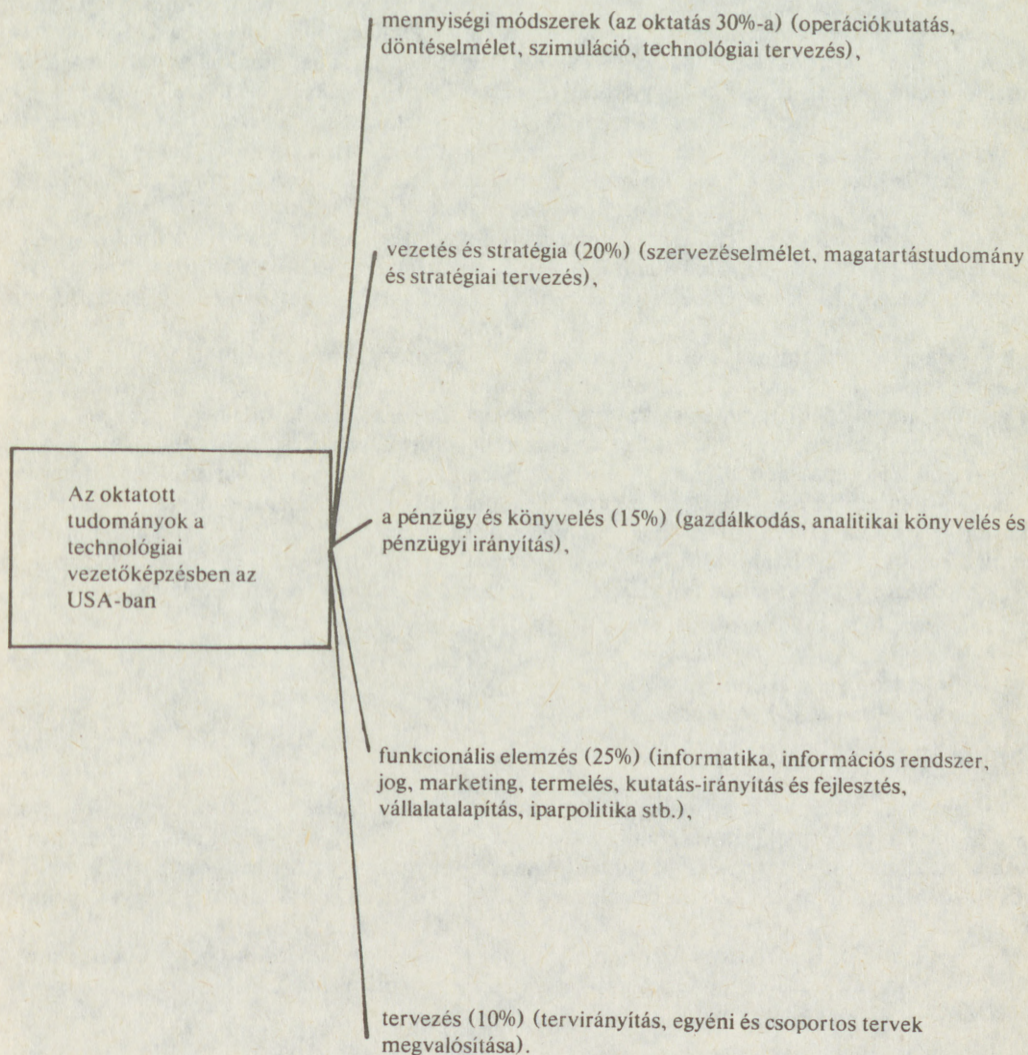 mennyiségi módszerek (az oktatás 30%-a) (operációkutatás,
döntéselmélet, szimuláció, technológiai tervezés),
vezetés és stratégia (20%) (szervezéselmélet, magatartástudomány
és stratégiai tervezés),
Az oktatott
tudományok a
technológiai
vezetőképzésben az
USA-ban
a pénzügy és könyvelés (15%) (gazdálkodás, analitikai könyvelés és
pénzügyi irányítás),
funkcionális elemzés (25%) (informatika, információs rendszer,
jog, marketing, termelés, kutatás-irányítás és fejlesztés,
vállalatalapítás, iparpolitika stb.),
tervezés (10%) (tervirányítás, egyéni és csoportos tervek
megvalósítása).